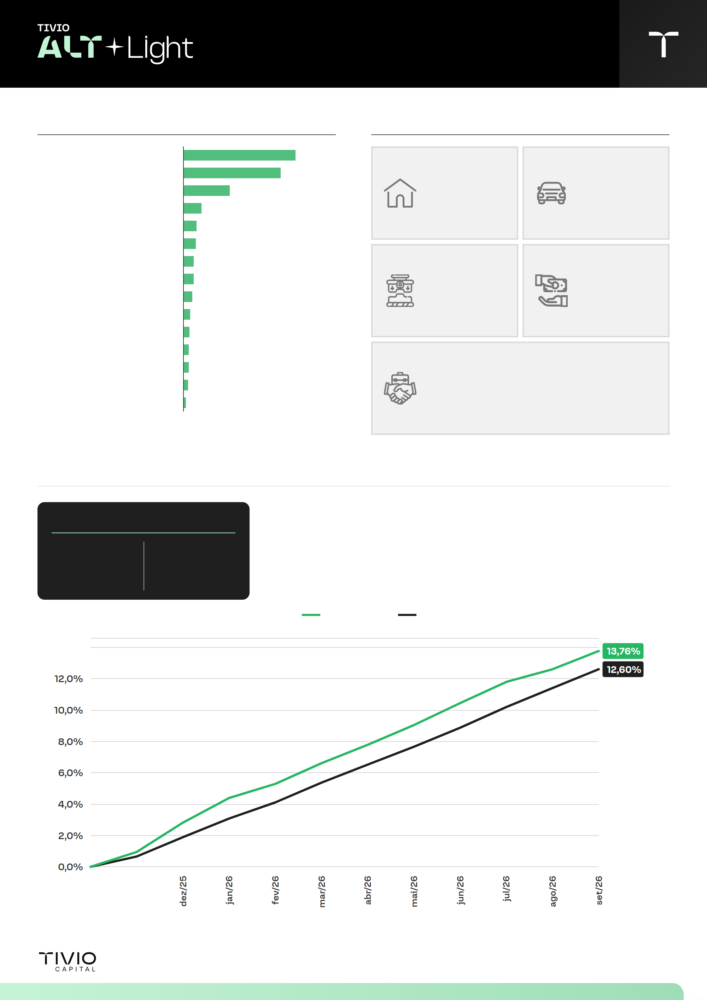 TIVIO
ALT Light
13,76%
12,60%
12,0%
10,0%
8,0%
6,0%
4,0%
2,0%
0,0%
dez/25
jan/26
fev/26
mar/26
abr/26
mai/26
jun/26
jul/26
ago/26
set/26
TIVIO
CAPITAL